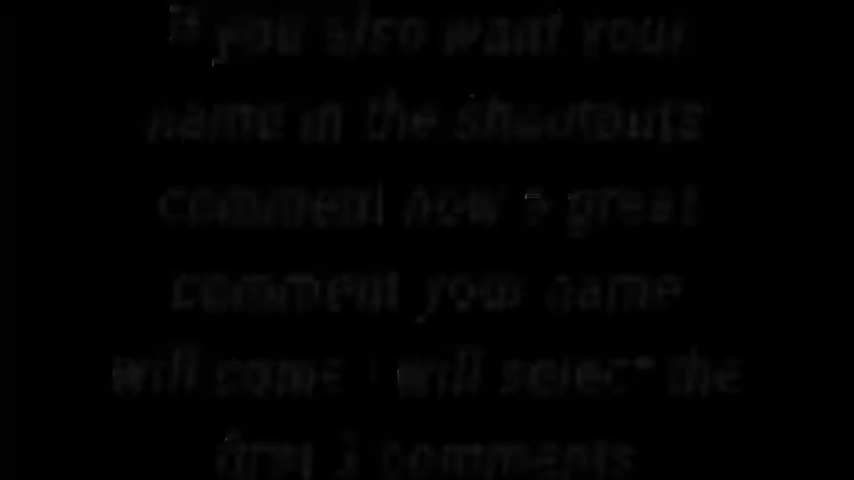 If you also want your
name in the shoutouts
comment now a great
comment your name
will come I will select the
first 3 comments